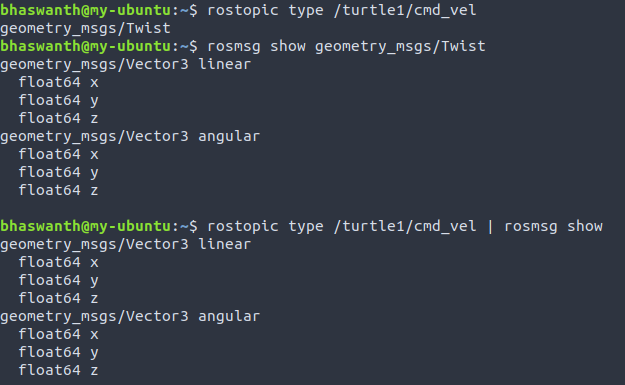 bhaswanth@my-ubuntu:~$ rostopic type /turtle1/cmd_vel
geometry_msgs/Twist
bhaswanth@my-ubuntu:~$ rosmsg show geometry_msgs/Twist
geometry_msgs/Vector3 linear
  float64 x
  float64 y
  float64 z
geometry_msgs/Vector3 angular
  float64 x
  float64 y
  float64 z

bhaswanth@my-ubuntu:~$ rostopic type /turtle1/cmd_vel | rosmsg show
geometry_msgs/Vector3 linear
  float64 x
  float64 y
  float64 z
geometry_msgs/Vector3 angular
  float64 x
  float64 y
  float64 z